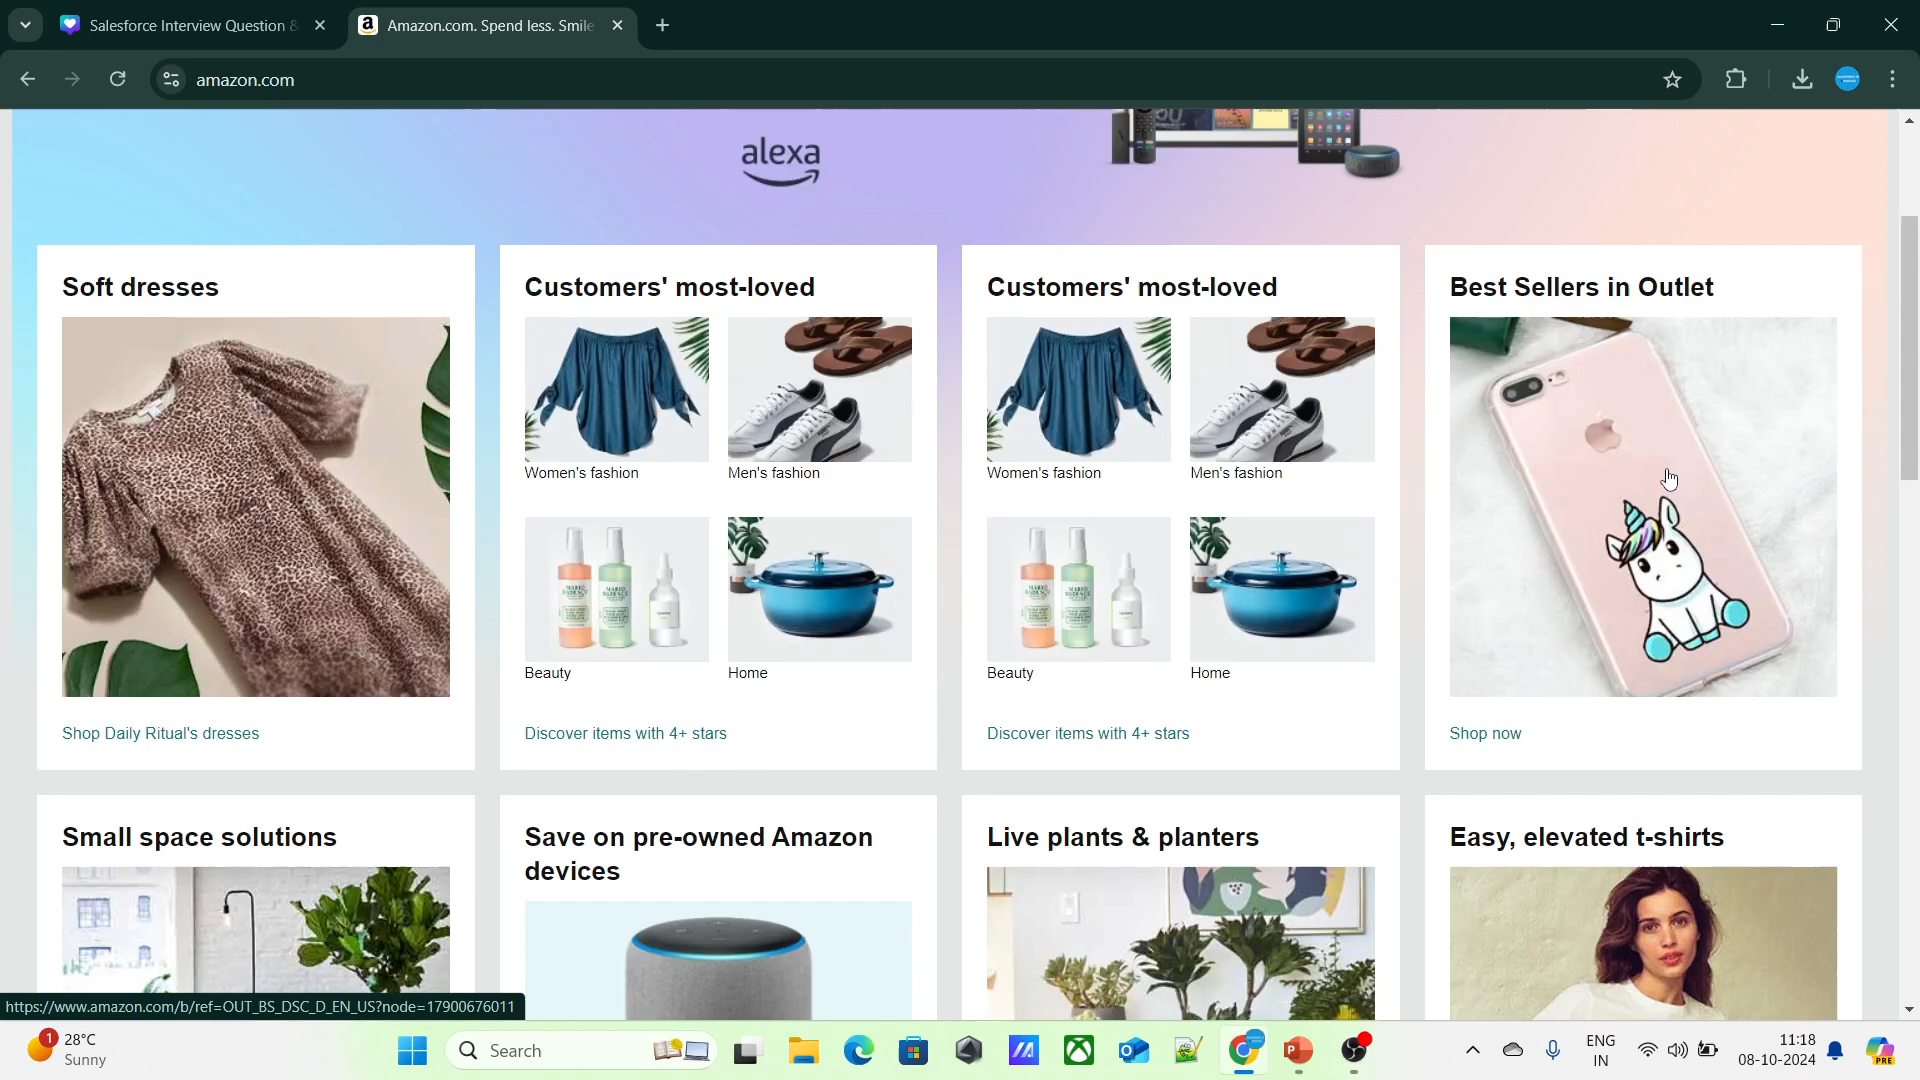 Salesforce Interview Question &
Amazon.com. Spend less. Smile
amazon.com
alexa
Soft dresses
Customers' most-loved
Customers' most-loved
Best Sellers in Outlet
Women's fashion
Men's fashion
Women's fashion
Men's fashion
Beauty
Home
Beauty
Home
Shop Daily Ritual's dresses
Discover items with 4+ stars
Discover items with 4+ stars
Shop now
Small space solutions
Save on pre-owned Amazon
devices
Live plants & planters
Easy, elevated t-shirts
https://www.amazon.com/b/ref=OUT_BS_DSC_D_EN_US?node=17900676011
1
28°C
Sunny
Search
ENG
IN
11:18
08-10-2024
PRE